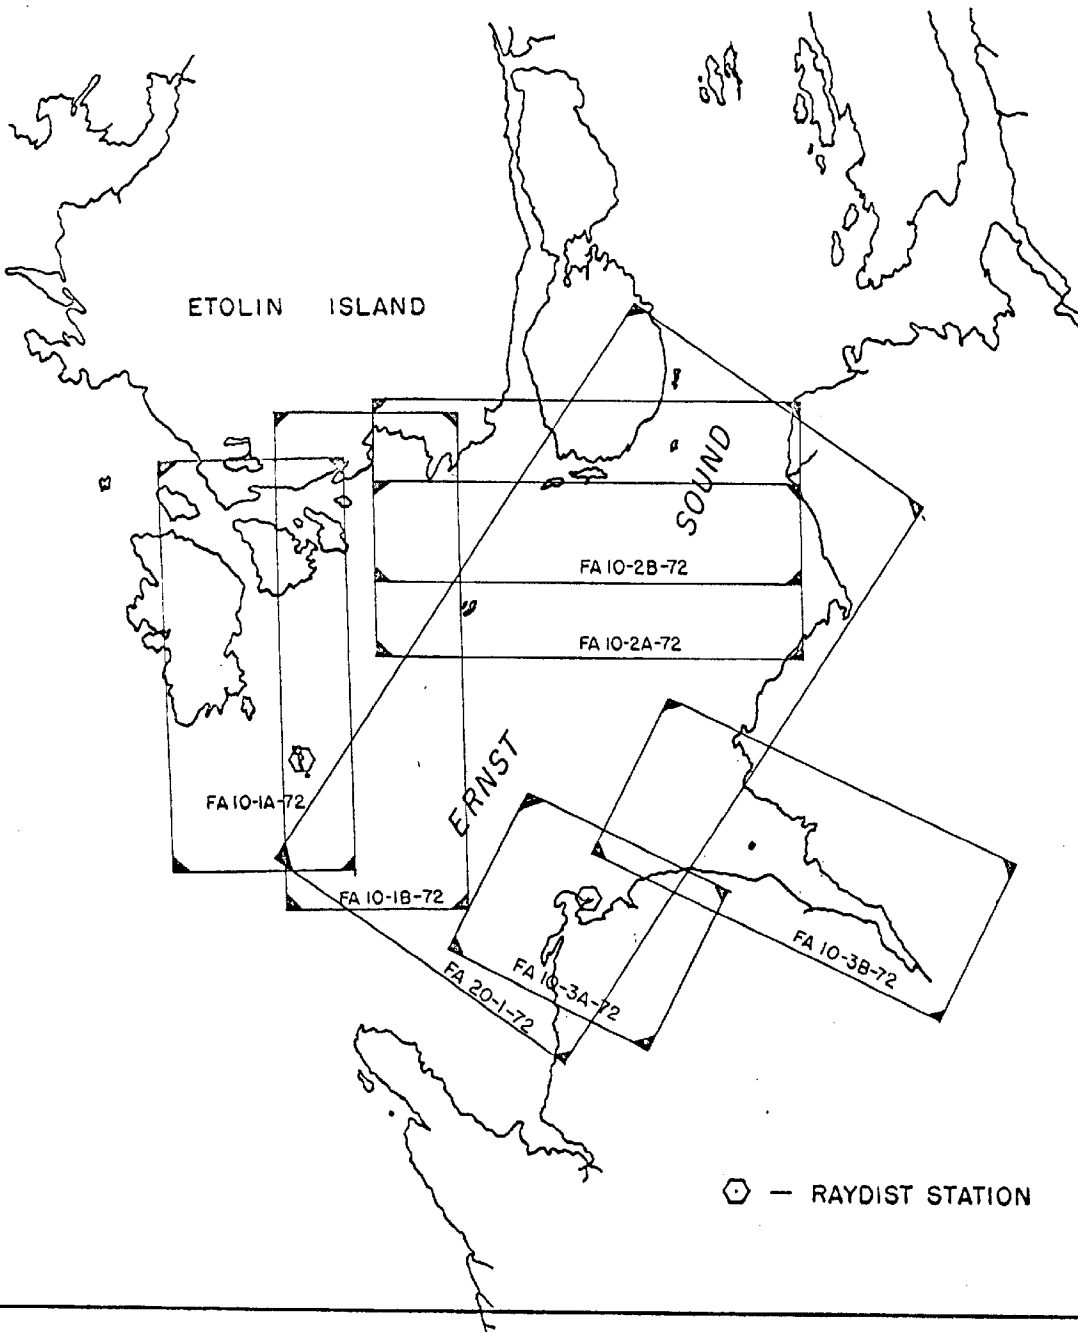 ETOLIN ISLAND
SOUND
FA 10-2B-72
FA 10-2A-72
ERNST
FA 10-1A-72
FA 10-1B-72
FA 10-3B-72
FA 10-3A-72
FA 20-1-72
— RAYDIST STATION